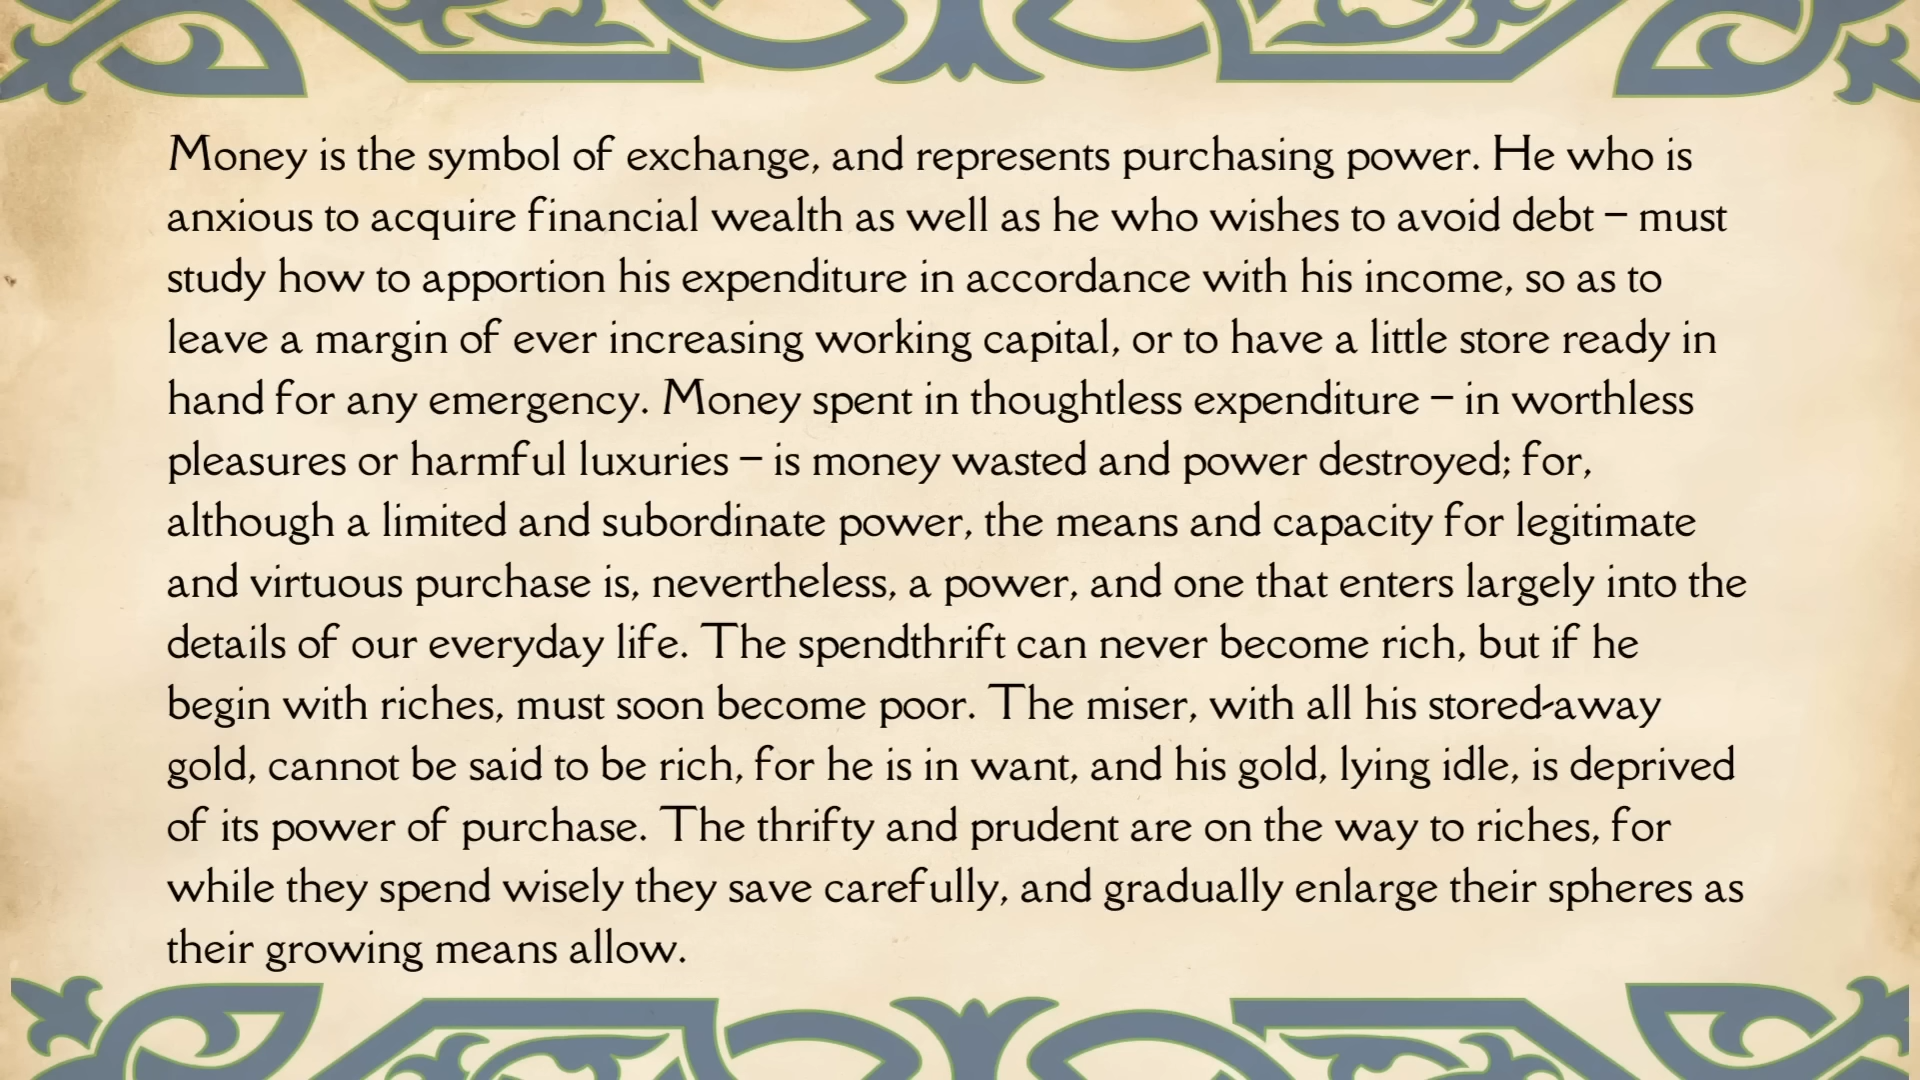 Money is the symbol of exchange, and represents purchasing power. He who is
anxious to acquire financial wealth as well as he who wishes to avoid debt – must
study how to apportion his expenditure in accordance with his income, so as to
leave a margin of ever increasing working capital, or to have a little store ready in
hand for any emergency. Money spent in thoughtless expenditure – in worthless
pleasures or harmful luxuries – is money wasted and power destroyed; for,
although a limited and subordinate power, the means and capacity for legitimate
and virtuous purchase is, nevertheless, a power, and one that enters largely into the
details of our everyday life. The spendthrift can never become rich, but if he
begin with riches, must soon become poor. The miser, with all his stored-away
gold, cannot be said to be rich, for he is in want, and his gold, lying idle, is deprived
of its power of purchase. The thrifty and prudent are on the way to riches, for
while they spend wisely they save carefully, and gradually enlarge their spheres as
their growing means allow.